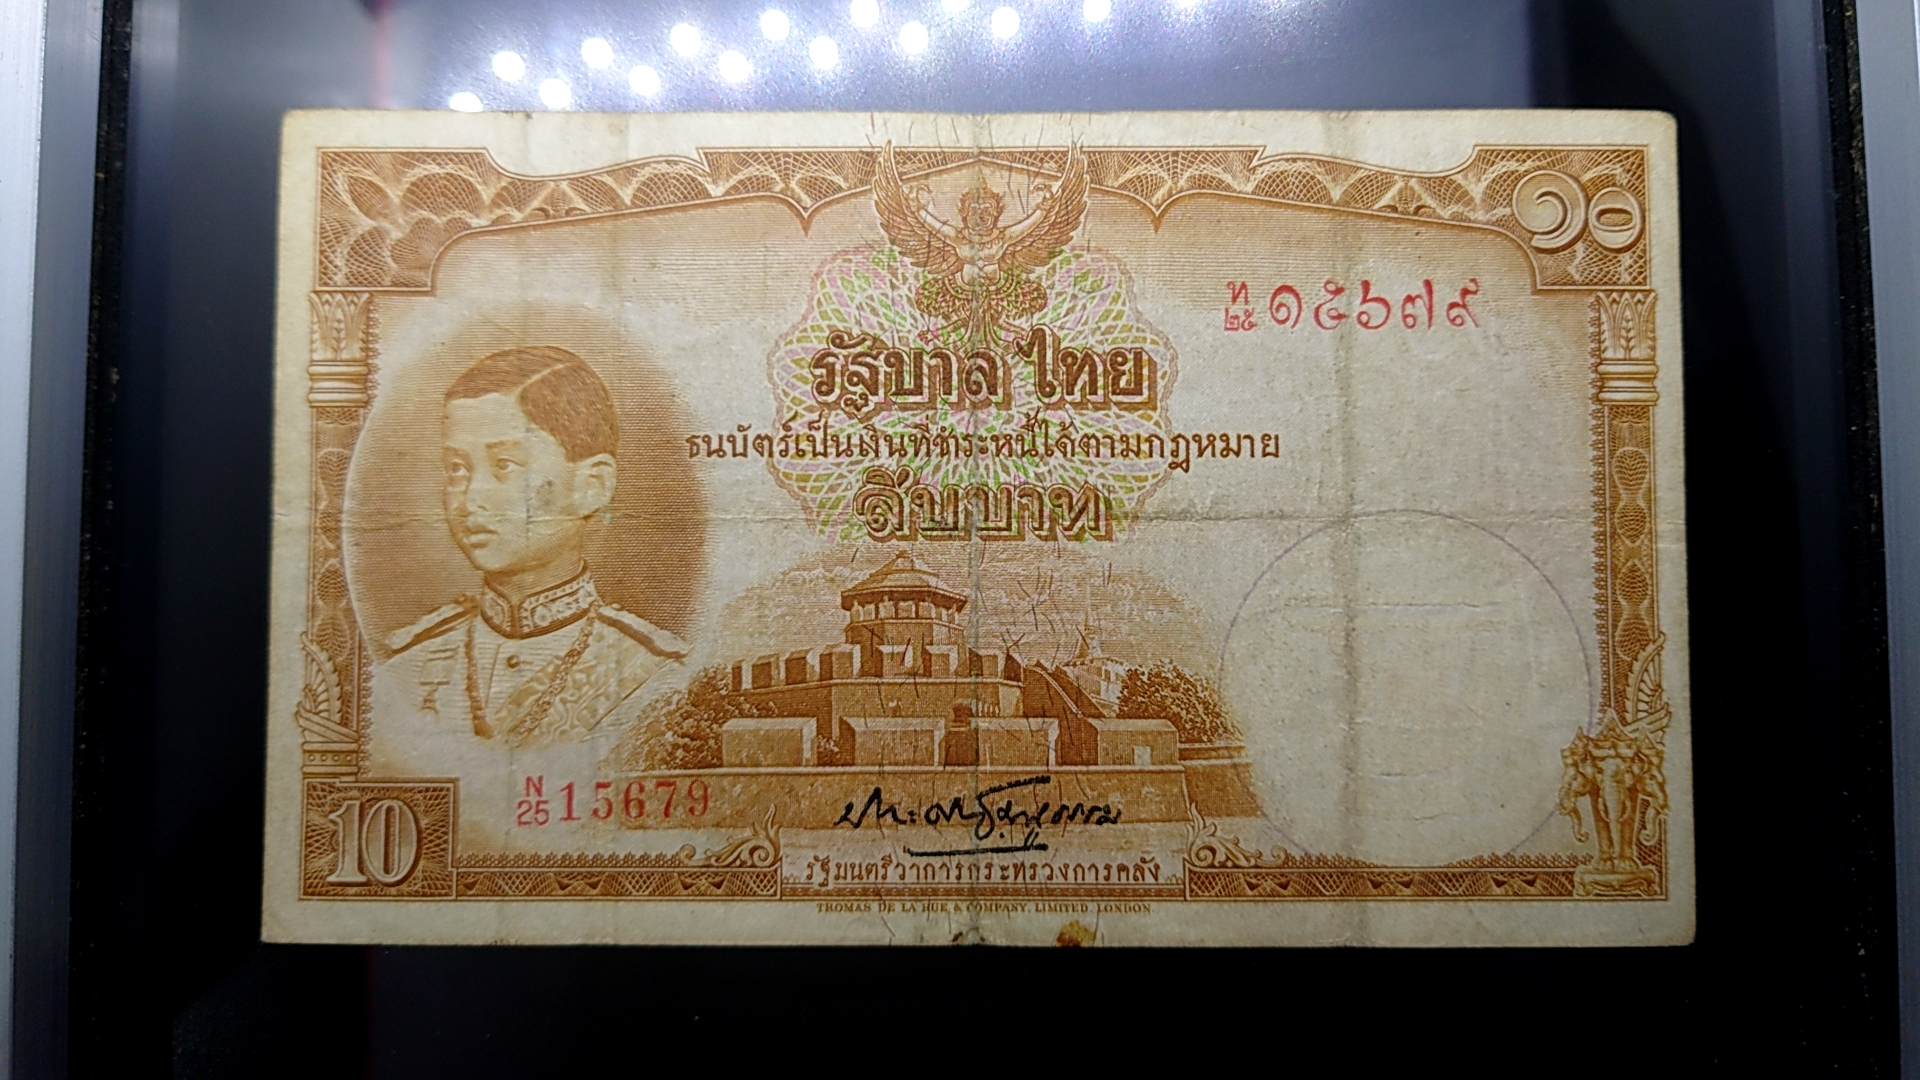 ๑๐
ท
๒๕ ๑๕๖๗๙
รัฐบาลไทย
ธนบัตร์เป็นเงินที่ชำระหนี้ได้ตามกฎหมาย
สิบบาท
N
25 15679
10
รัฐมนตรีวาการกระทรวงการคลัง
THOMAS DE LA RUE & COMPANY, LIMITED, LONDON